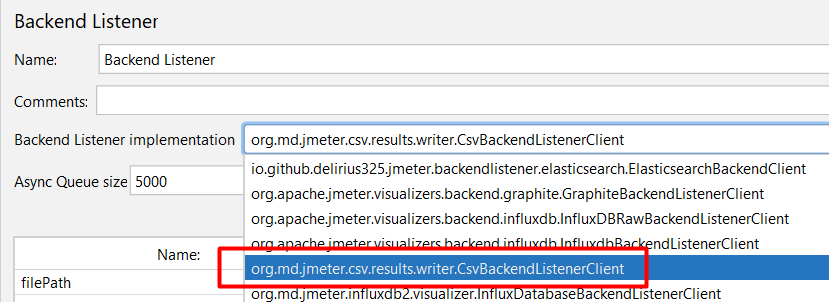 Backend Listener
Name: Backend Listener
Comments:
Backend Listener implementation org.md.jmeter.csv.results.writer.CsvBackendListenerClient
io.github.delirius325.jmeter.backendlistener.elasticsearch.ElasticsearchBackendClient
Async Queue size 5000
org.apache.jmeter.visualizers.backend.graphite.GraphiteBackendListenerClient
org.apache.jmeter.visualizers.backend.influxdb.InfluxDBRawBackendListenerClient
org.apache.jmeter.visualizers.backend.influxdb.InfluxdbBackendListenerClient
Name:
org.md.jmeter.csv.results.writer.CsvBackendListenerClient
filePath
org.md.jmeter.influxdb2.visualizer.InfluxDatabaseBackendListenerClient